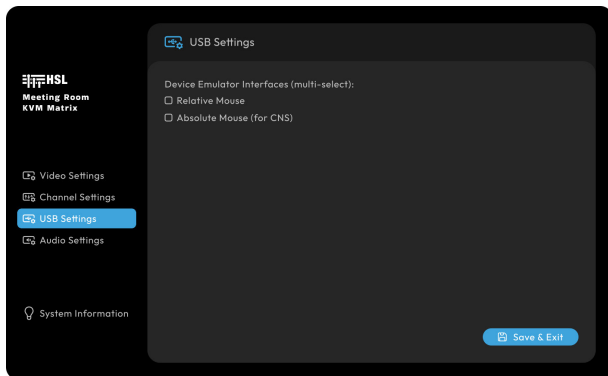 USB Settings
HSL
Meeting Room
KVM Matrix
Device Emulator Interfaces (multi-select):
Relative Mouse
Absolute Mouse (for CNS)
Video Settings
Channel Settings
USB Settings
Audio Settings
System Information
Save & Exit